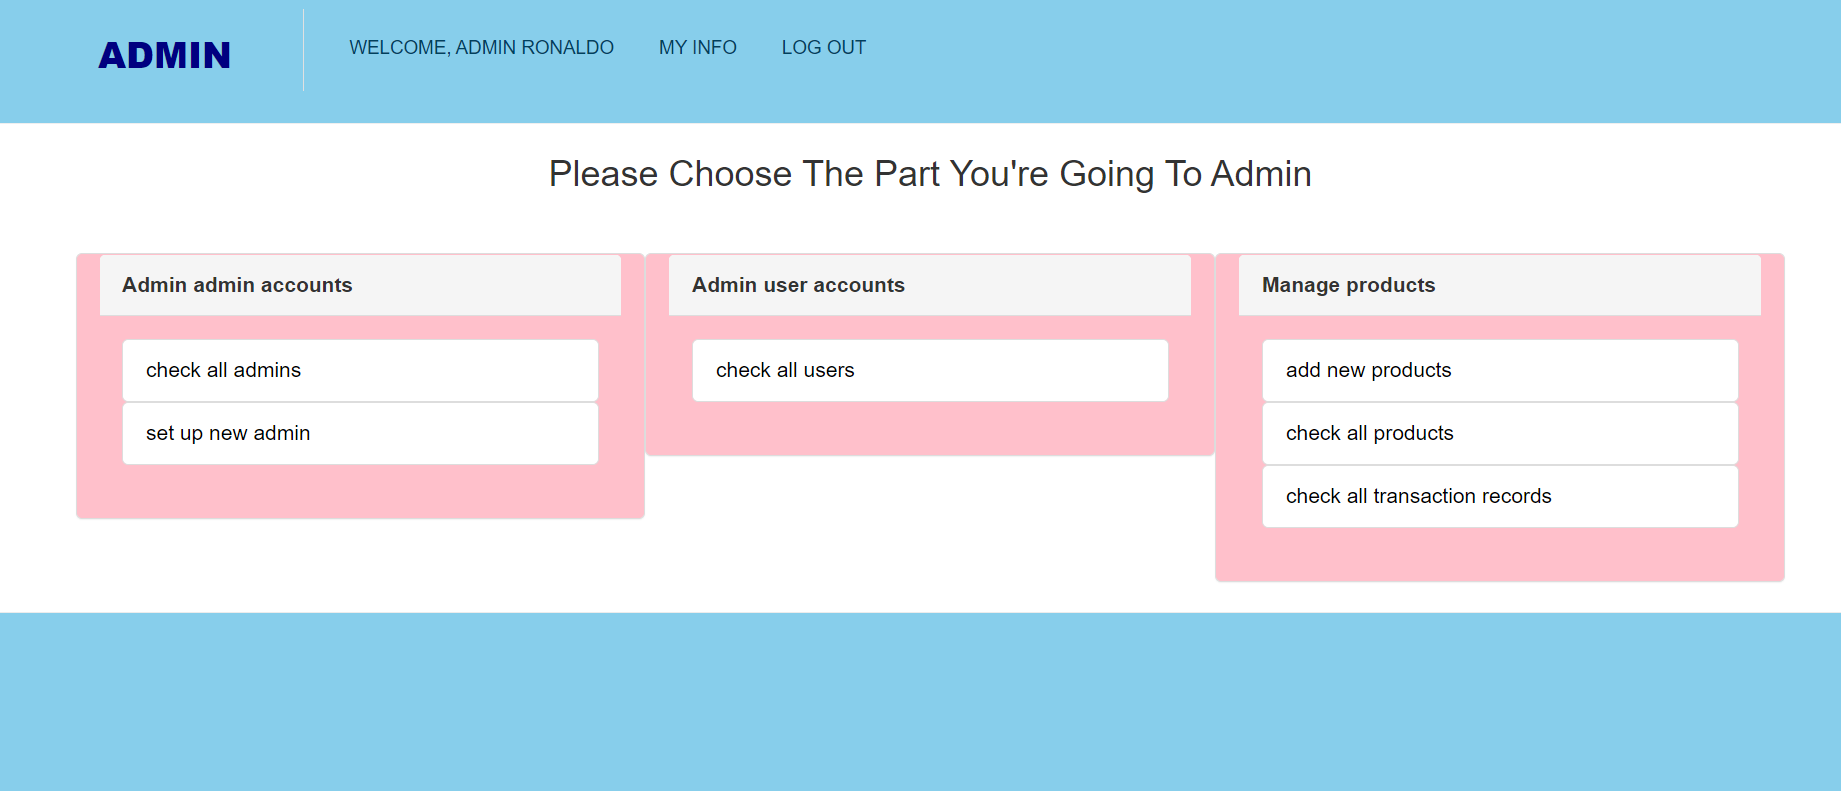 ADMIN
WELCOME, ADMIN RONALDO
MY INFO
LOG OUT
Please Choose The Part You're Going To Admin
Admin admin accounts
check all admins
set up new admin
Admin user accounts
check all users
Manage products
add new products
check all products
check all transaction records